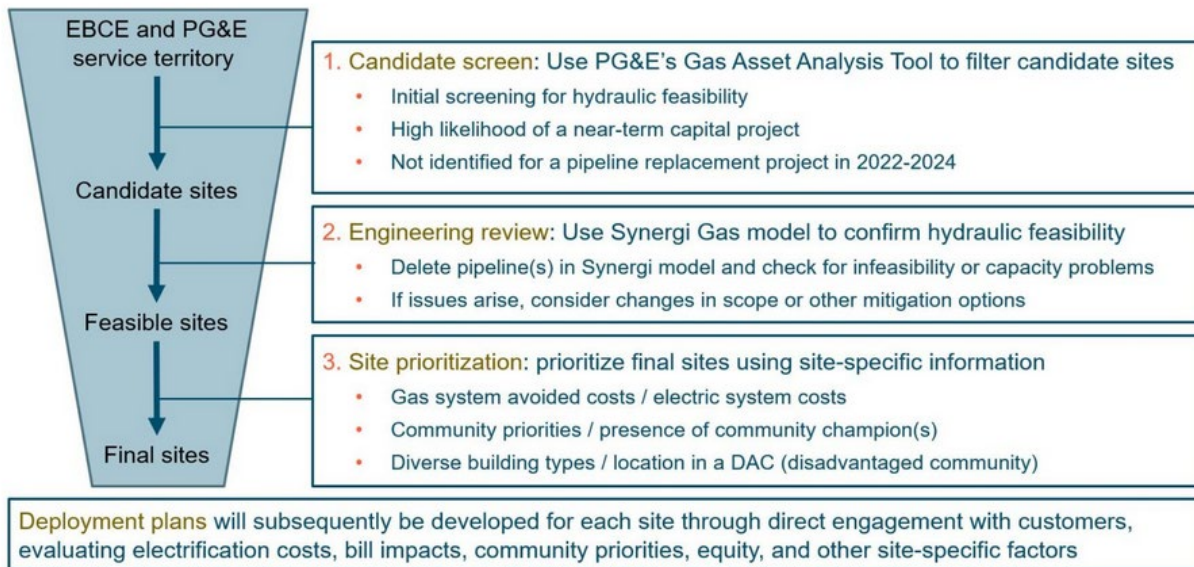 EBCE and PG&E
service territory
Candidate sites
Feasible sites
Final sites
1. Candidate screen: Use PG&E's Gas Asset Analysis Tool to filter candidate sites
• Initial screening for hydraulic feasibility
• High likelihood of a near-term capital project
• Not identified for a pipeline replacement project in 2022-2024
2. Engineering review: Use Synergi Gas model to confirm hydraulic feasibility
• Delete pipeline(s) in Synergi model and check for infeasibility or capacity problems
• If issues arise, consider changes in scope or other mitigation options
3. Site prioritization: prioritize final sites using site-specific information
• Gas system avoided costs / electric system costs
• Community priorities / presence of community champion(s)
• Diverse building types / location in a DAC (disadvantaged community)
Deployment plans will subsequently be developed for each site through direct engagement with customers,
evaluating electrification costs, bill impacts, community priorities, equity, and other site-specific factors